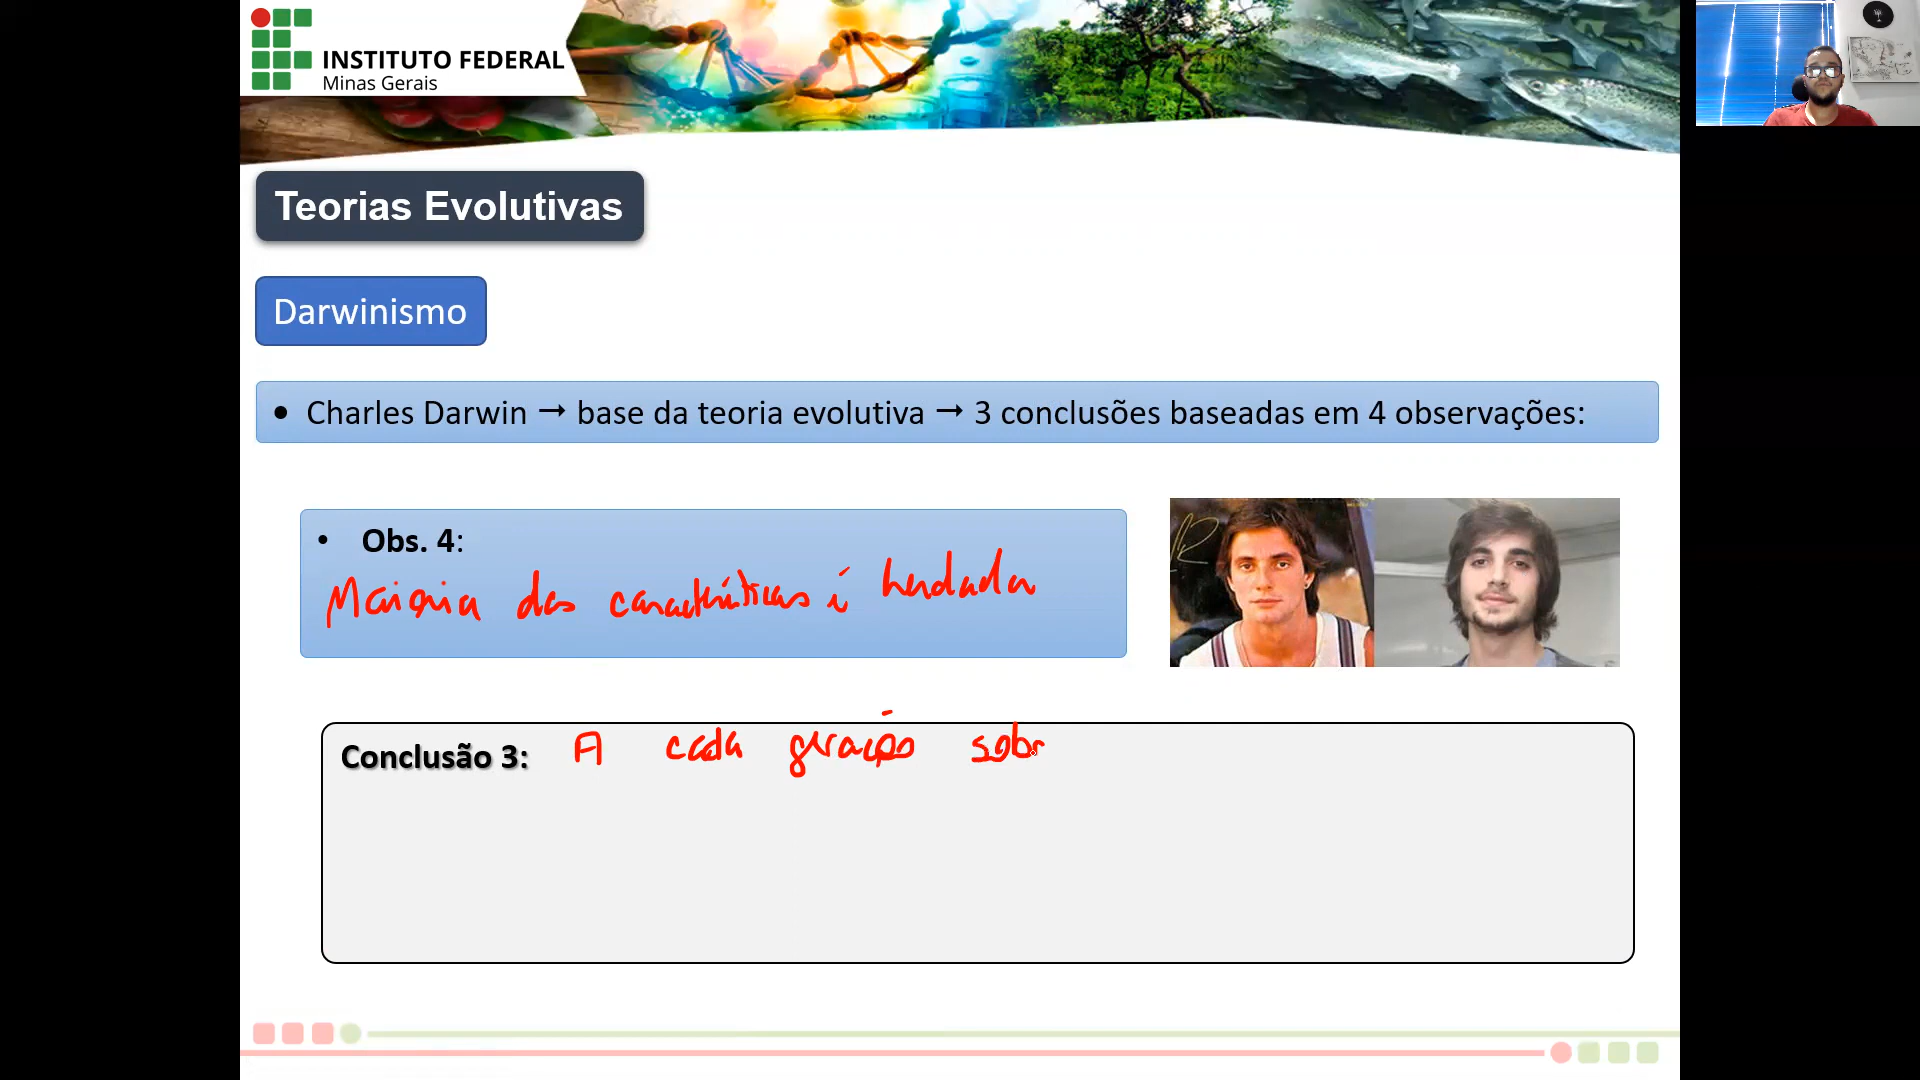 INSTITUTO FEDERAL
Minas Gerais
Teorias Evolutivas
Darwinismo
• Charles Darwin → base da teoria evolutiva → 3 conclusões baseadas em 4 observações:
• Obs. 4:
Maioria das características é herdada
Conclusão 3: A cada geração sobr